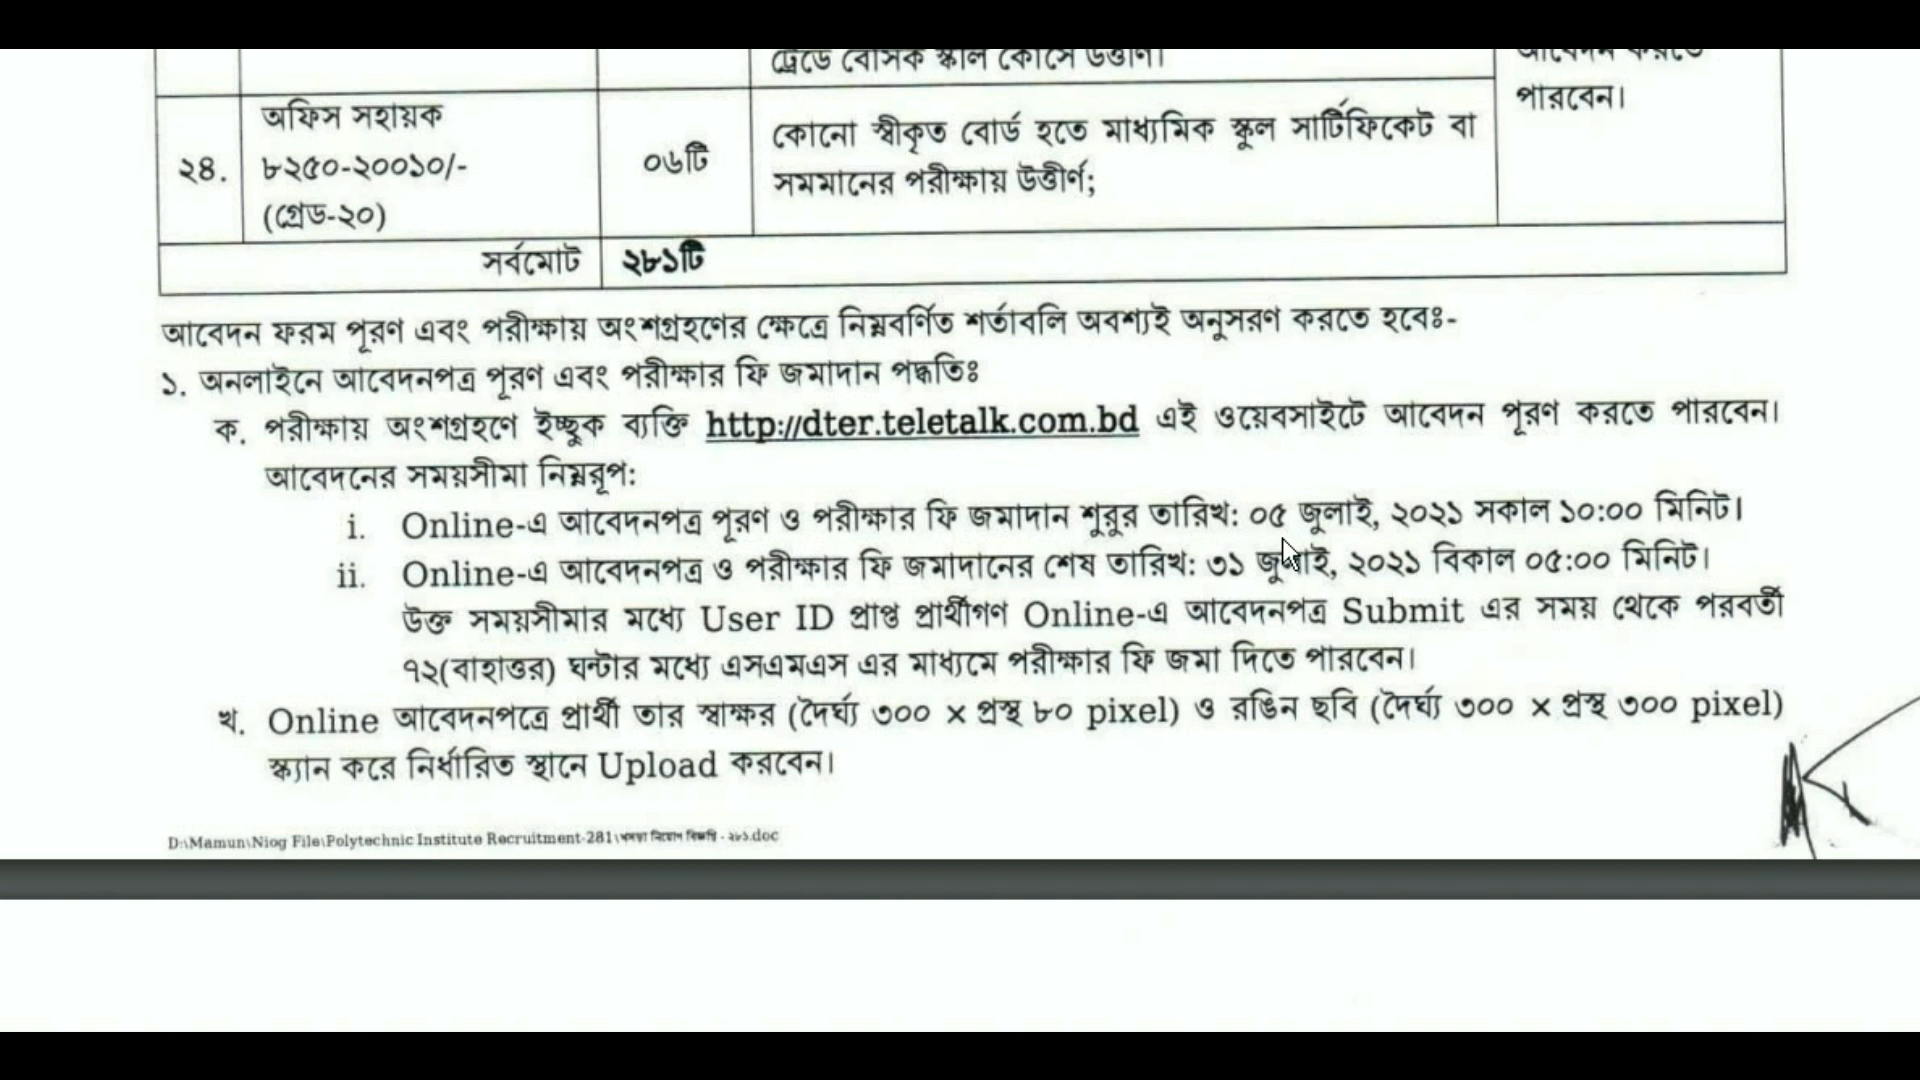 ট্রেডে বেসিক স্কিল কোর্সে উত্তীর্ণ।
আবেদন করতে
পারবেন।
২৪.
অফিস সহায়ক
৮২৫০-২০০১০/-
(গ্রেড-২০)
০৬টি
কোনো স্বীকৃত বোর্ড হতে মাধ্যমিক স্কুল সার্টিফিকেট বা
সমমানের পরীক্ষায় উত্তীর্ণ;
সর্বমোট ২৮১টি
আবেদন ফরম পূরণ এবং পরীক্ষায় অংশগ্রহণের ক্ষেত্রে নিম্নবর্ণিত শর্তাবলি অবশ্যই অনুসরণ করতে হবেঃ-
১. অনলাইনে আবেদনপত্র পূরণ এবং পরীক্ষার ফি জমাদান পদ্ধতিঃ
ক. পরীক্ষায় অংশগ্রহণে ইচ্ছুক ব্যক্তি http://dter.teletalk.com.bd এই ওয়েবসাইটে আবেদন পূরণ করতে পারবেন।
আবেদনের সময়সীমা নিম্নরূপ:
i. Online-এ আবেদনপত্র পূরণ ও পরীক্ষার ফি জমাদান শুরুর তারিখ: ০৫ জুলাই, ২০২১ সকাল ১০:০০ মিনিট।
ii. Online-এ আবেদনপত্র ও পরীক্ষার ফি জমাদানের শেষ তারিখ: ৩১ জুলাই, ২০২১ বিকাল ০৫:০০ মিনিট।
উক্ত সময়সীমার মধ্যে User ID প্রাপ্ত প্রার্থীগণ Online-এ আবেদনপত্র Submit এর সময় থেকে পরবর্তী
৭২(বাহাত্তর) ঘন্টার মধ্যে এসএমএস এর মাধ্যমে পরীক্ষার ফি জমা দিতে পারবেন।
খ. Online আবেদনপত্রে প্রার্থী তার স্বাক্ষর (দৈর্ঘ্য ৩০০ × প্রস্থ ৮০ pixel) ও রঙিন ছবি (দৈর্ঘ্য ৩০০ × প্রস্থ ৩০০ pixel)
স্ক্যান করে নির্ধারিত স্থানে Upload করবেন।
D:\Mamun\Niog File\Polytechnic Institute Recruitment-281\ নিয়োগ বিজ্ঞপ্তি - ২৮১.doc